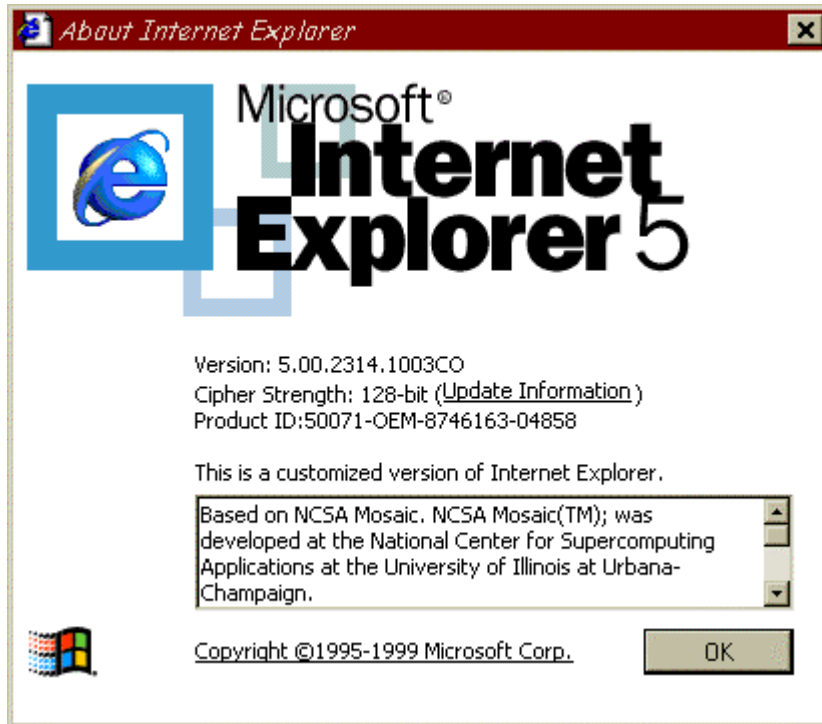 About Internet Explorer
Microsoft®
Internet
Explorer 5
Version: 5.00.2314.1003CO
Cipher Strength: 128-bit (Update Information)
Product ID:50071-OEM-8746163-04858
This is a customized version of Internet Explorer.
Based on NCSA Mosaic. NCSA Mosaic(TM); was
developed at the National Center for Supercomputing
Applications at the University of Illinois at Urbana-
Champaign.
Copyright ©1995-1999 Microsoft Corp.
OK